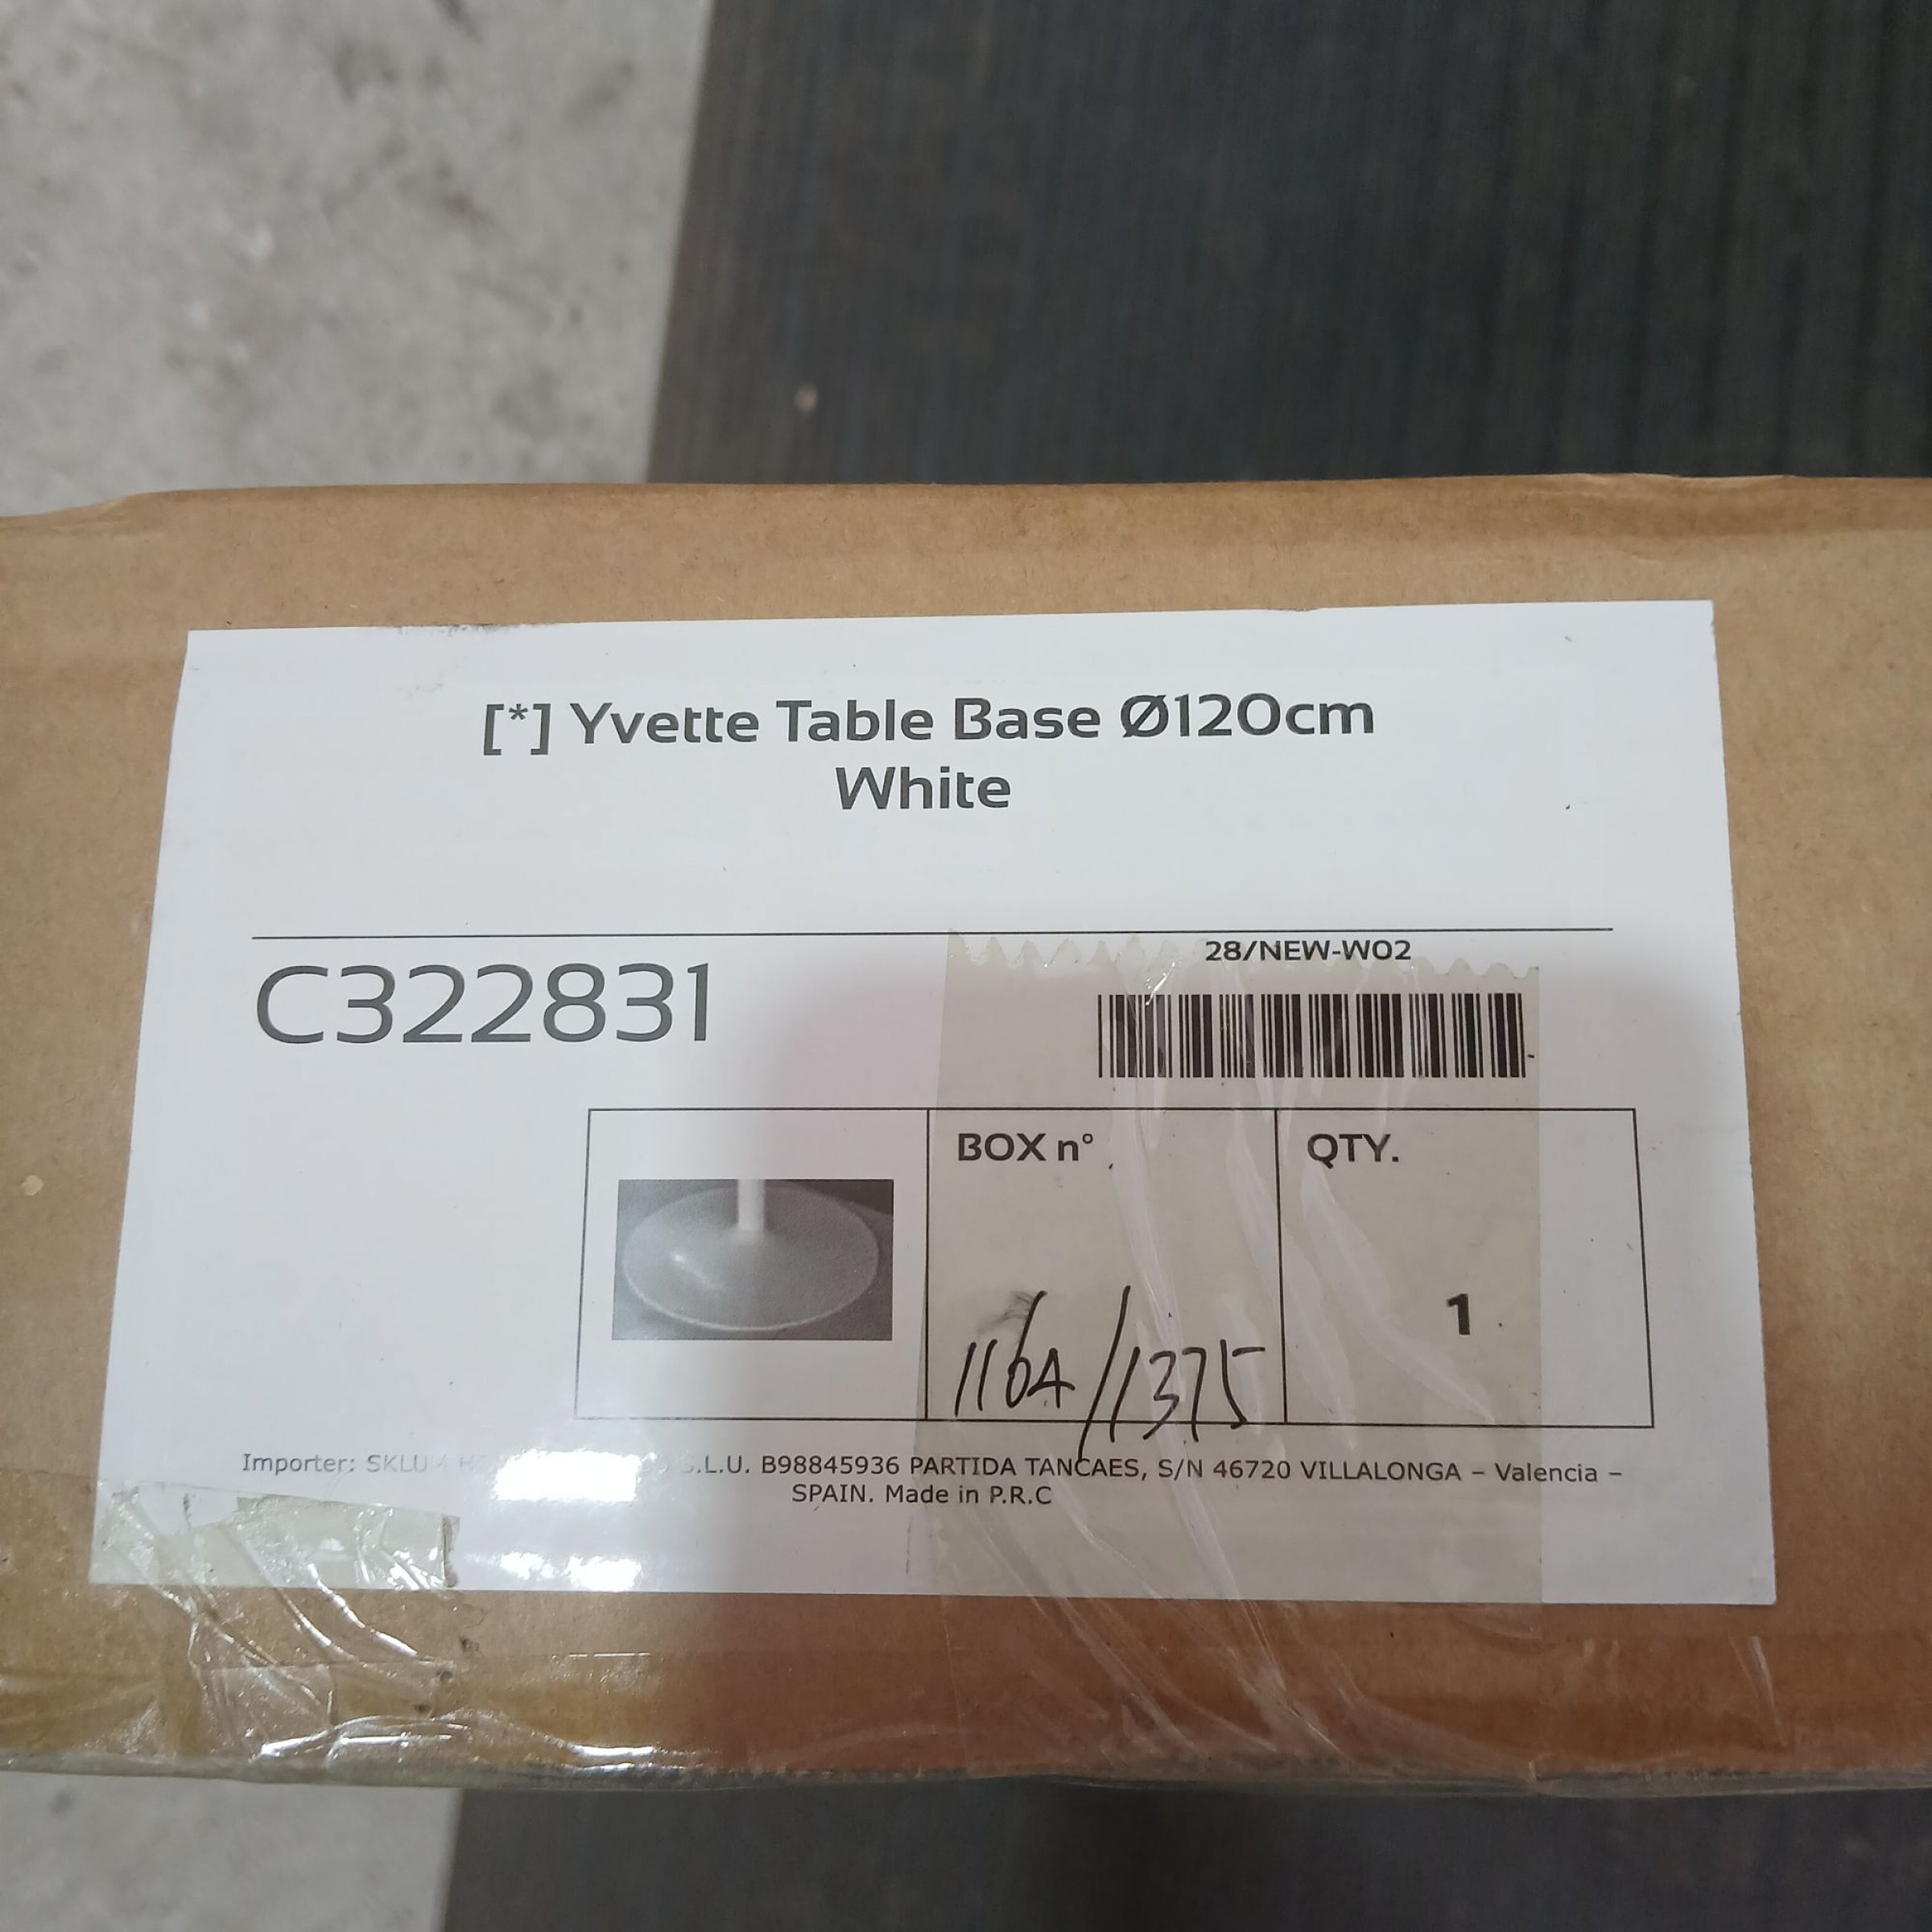 [*] Yvette Table Base Ø120cm
White
28/NEW-W02
C322831
BOX n°
QTY.
1164/1375
1
Importer: SKLU S.L.U. B98845936 PARTIDA TANCAES, S/N 46720 VILLALONGA – Valencia –
SPAIN. Made in P.R.C